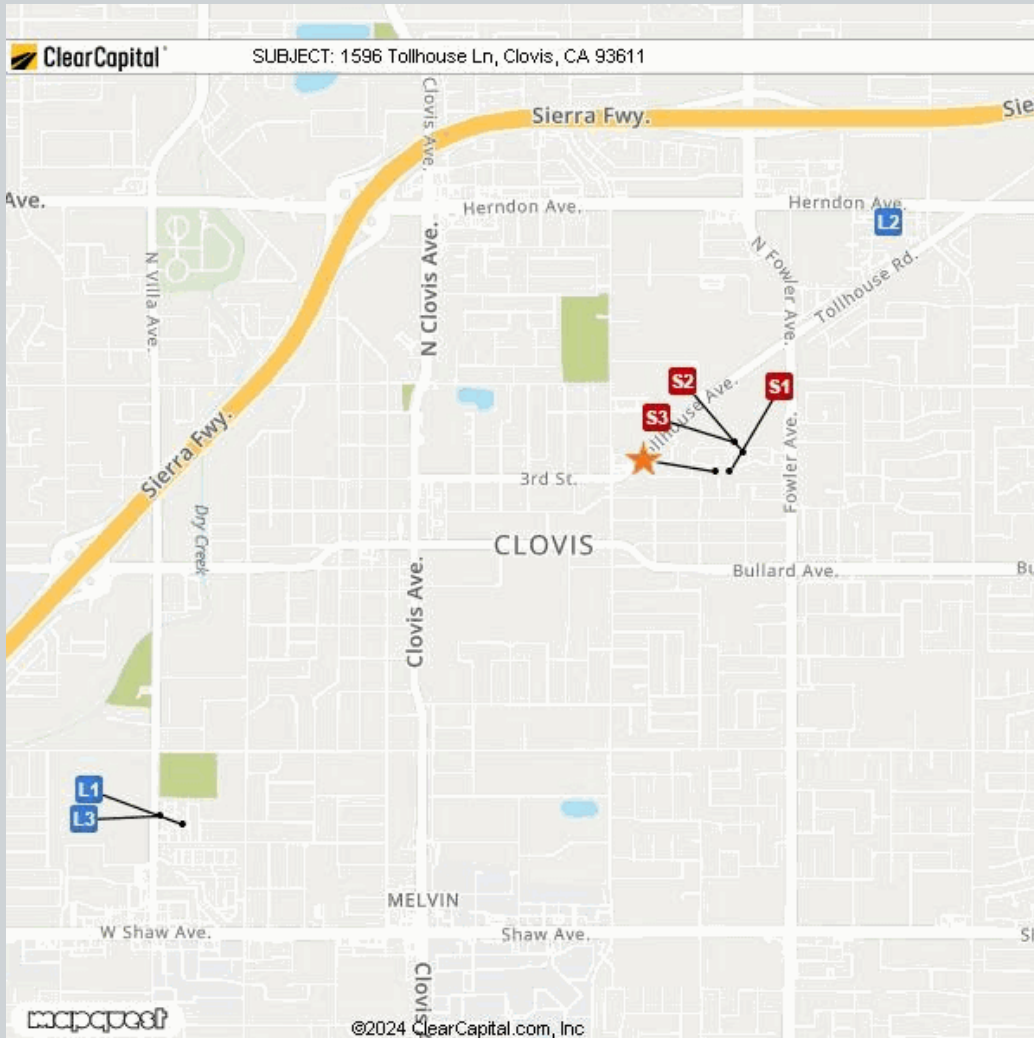 ClearCapital®
SUBJECT: 1596 Tollhouse Ln, Clovis, CA 93611
Clovis Ave.
Sierra Fwy.
Sie
Ave.
Herndon Ave.
Herndon Ave.
L2
N Villa Ave.
N Clovis Ave.
N Fowler Ave.
Tollhouse Rd.
S2
S1
S3
ollhouse Ave.
Sierra Fwy.
3rd St.
Fowler Ave.
Dry Creek
CLOVIS
Bullard Ave.
Bu
Clovis Ave.
L1
L3
MELVIN
W Shaw Ave.
Shaw Ave.
Clovis
mapquest
©2024 ClearCapital.com, Inc